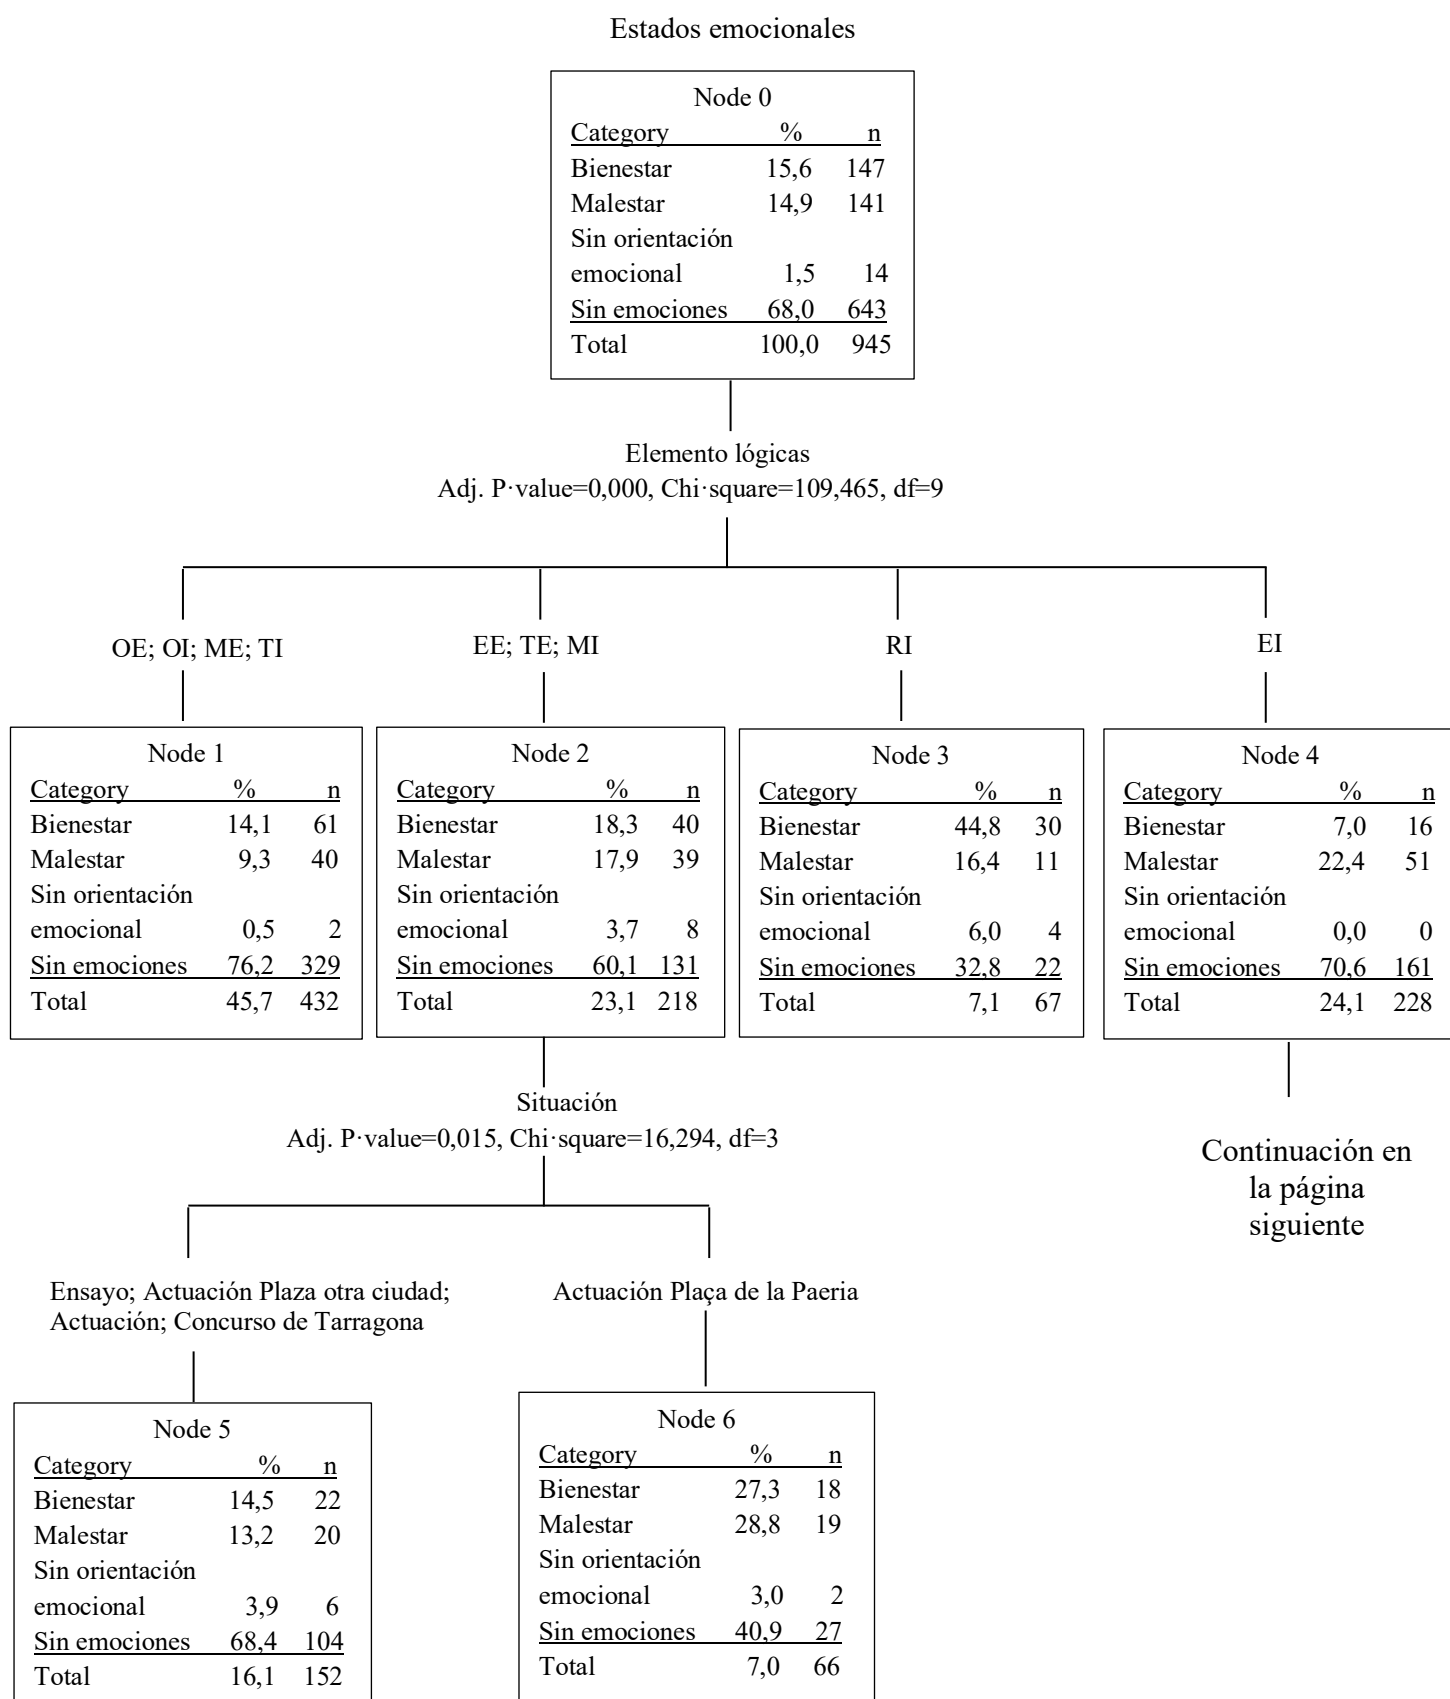 Estados emocionales
Node 0
Category % n
Bienestar 15,6 147
Malestar 14,9 141
Sin orientación
emocional 1,5 14
Sin emociones 68,0 643
Total 100,0 945
Elemento lógicas
Adj. P·value=0,000, Chi·square=109,465, df=9
OE; OI; ME; TI
EE; TE; MI
RI
EI
Node 1
Category % n
Bienestar 14,1 61
Malestar 9,3 40
Sin orientación
emocional 0,5 2
Sin emociones 76,2 329
Total 45,7 432
Node 2
Category % n
Bienestar 18,3 40
Malestar 17,9 39
Sin orientación
emocional 3,7 8
Sin emociones 60,1 131
Total 23,1 218
Node 3
Category % n
Bienestar 44,8 30
Malestar 16,4 11
Sin orientación
emocional 6,0 4
Sin emociones 32,8 22
Total 7,1 67
Node 4
Category % n
Bienestar 7,0 16
Malestar 22,4 51
Sin orientación
emocional 0,0 0
Sin emociones 70,6 161
Total 24,1 228
Situación
Adj. P·value=0,015, Chi·square=16,294, df=3
Continuación en
la página
siguiente
Ensayo; Actuación Plaza otra ciudad;
Actuación; Concurso de Tarragona
Actuación Plaça de la Paeria
Node 5
Category % n
Bienestar 14,5 22
Malestar 13,2 20
Sin orientación
emocional 3,9 6
Sin emociones 68,4 104
Total 16,1 152
Node 6
Category % n
Bienestar 27,3 18
Malestar 28,8 19
Sin orientación
emocional 3,0 2
Sin emociones 40,9 27
Total 7,0 66